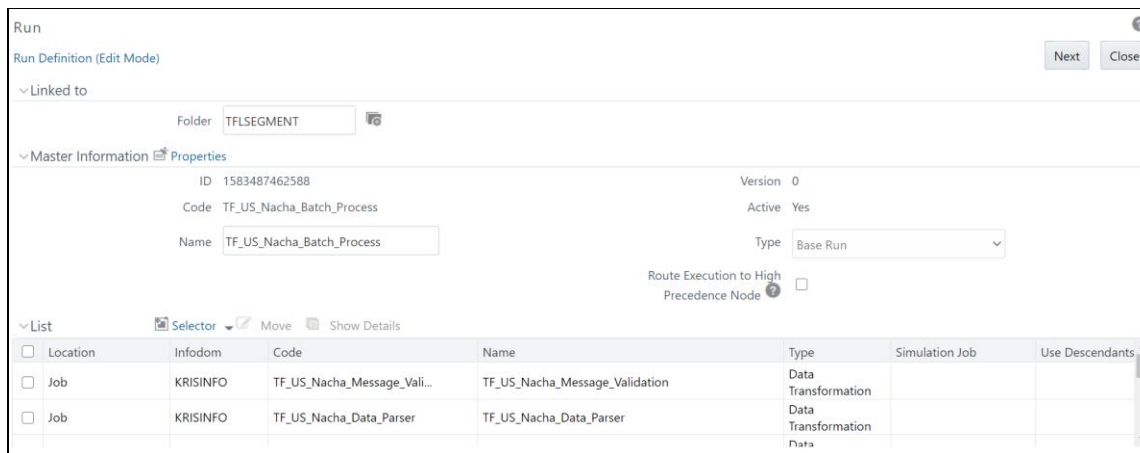 Run
Run Definition (Edit Mode)
Next Close
Linked to
Folder TFLSEGMENT
Master Information Properties
ID 1583487462588 Version 0
Code TF_US_Nacha_Batch_Process Active Yes
Name TF_US_Nacha_Batch_Process Type Base Run
Route Execution to High
Precedence Node ?
List Selector Move Show Details
Location Infodom Code Name Type Simulation Job Use Descendants
Job KRISINFO TF_US_Nacha_Message_Vali... TF_US_Nacha_Message_Validation Data
Transformation
Job KRISINFO TF_US_Nacha_Data_Parser TF_US_Nacha_Data_Parser Data
Transformation
Data